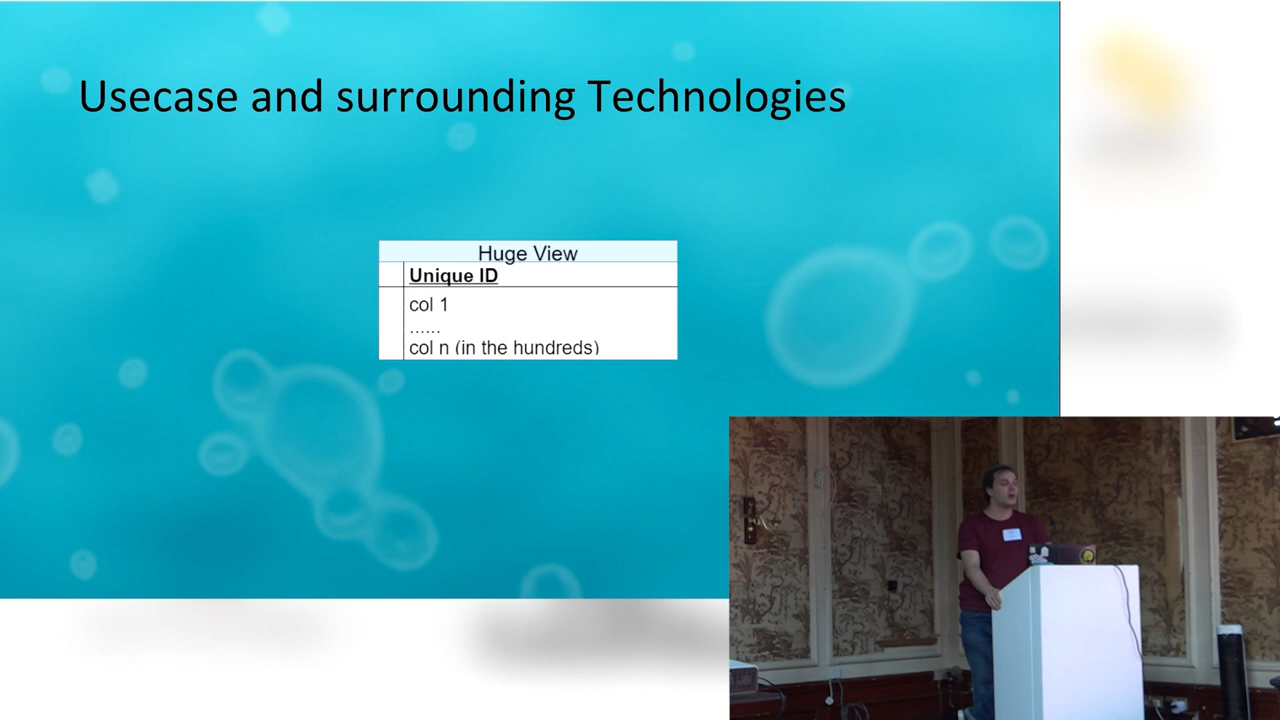 Usecase and surrounding Technologies
Huge View
Unique ID
col 1
......
col n (in the hundreds)